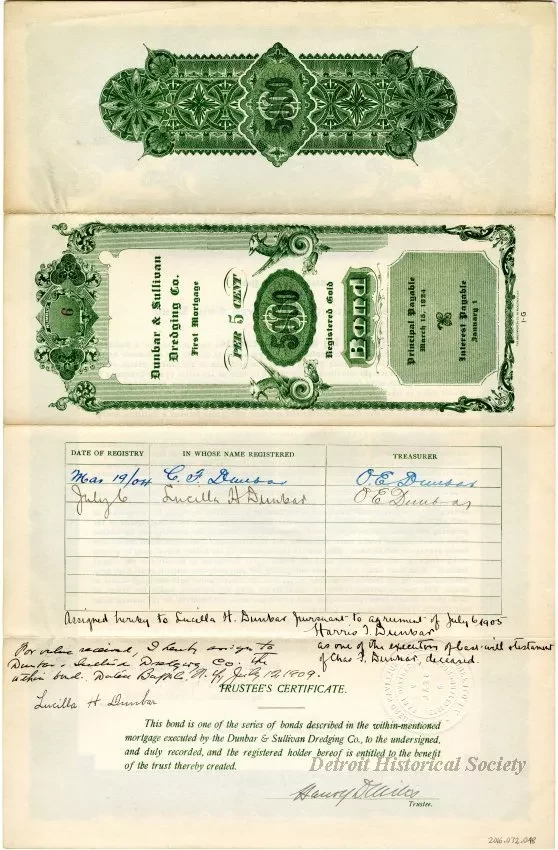 5000
Dunbar & Sullivan
Dredging Co.
First Mortgage
5 PER CENT
5000
Registered Gold
Bond
Principal Payable
March 15, 1924
Interest Payable
January 1
6
DATE OF REGISTRY IN WHOSE NAME REGISTERED TREASURER
Mar 19/04 C. F. Dunbar O. E. Dunbar
July 6 Lucilla H Dunbar O E Dunbar
Assigned hereby to Lucilla H. Dunbar pursuant to agreement of July 6 1905
Harris T. Dunbar
as one of the executors of last will & testament
of Chas F. Dunbar, deceased.
For value received, I hereby assign to
Dunbar & Sullivan Dredging Co. the
within bond. Dated Buffalo, N.Y., July 12, 1909.
Lucilla H Dunbar
TRUSTEE'S CERTIFICATE.
This bond is one of the series of bonds described in the within-mentioned
mortgage executed by the Dunbar & Sullivan Dredging Co., to the undersigned,
and duly recorded, and the registered holder hereof is entitled to the benefit
of the trust thereby created.
Detroit Historical Society
Trustee.
2016.072.048